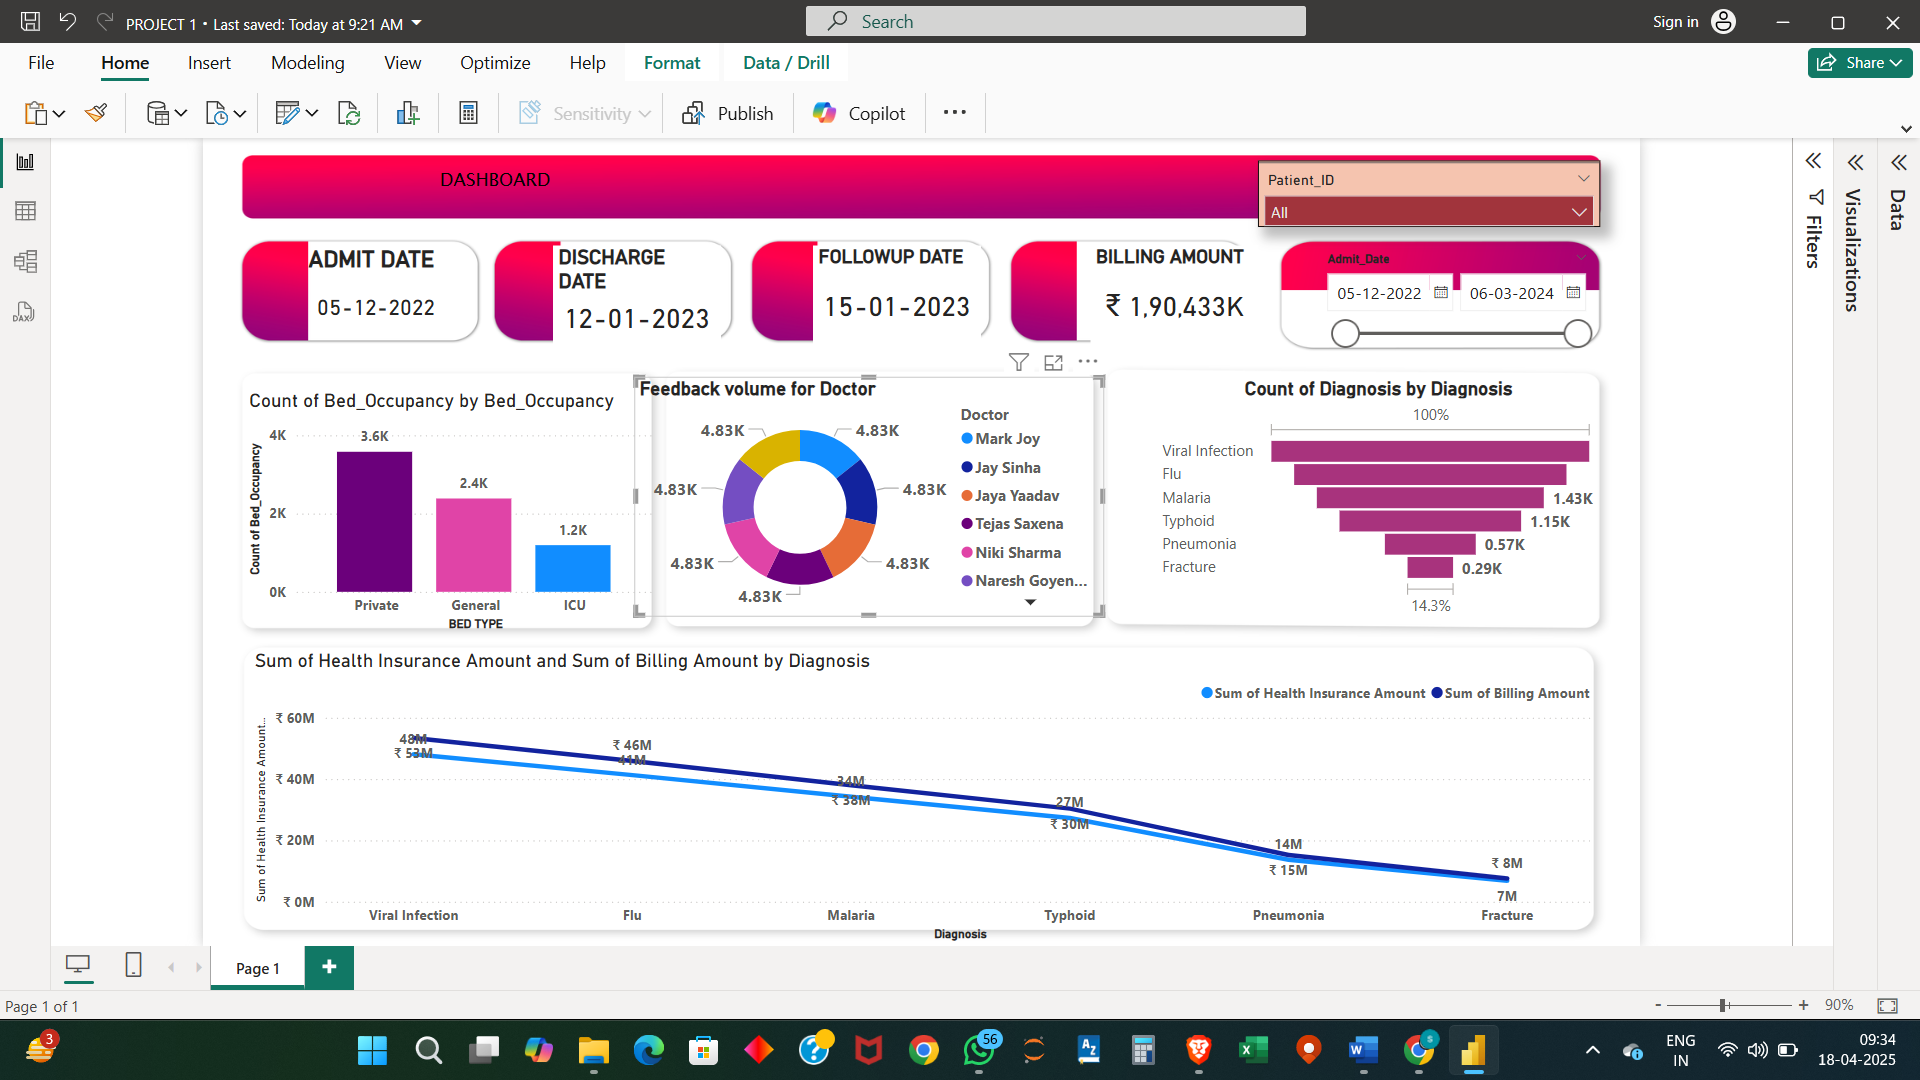 PROJECT 1 • Last saved: Today at 9:21 AM
Search
Sign in
File
Home
Insert
Modeling
View
Optimize
Help
Format
Data / Drill
Share
Sensitivity
Publish
Copilot
DAX
DASHBOARD
Patient_ID
All
ADMIT DATE
05-12-2022
DISCHARGE
DATE
12-01-2023
FOLLOWUP DATE
15-01-2023
BILLING AMOUNT
₹ 1,90,433K
Admit_Date
05-12-2022
06-03-2024
Filters
Visualizations
Data
Count of Bed_Occupancy by Bed_Occupancy
Count of Bed_Occupancy
4K
2K
0K
3.6K
2.4K
1.2K
Private
General
ICU
BED TYPE
Feedback volume for Doctor
4.83K
4.83K
4.83K
4.83K
4.83K
4.83K
4.83K
Doctor
Mark Joy
Jay Sinha
Jaya Yaadav
Tejas Saxena
Niki Sharma
Naresh Goyen...
Count of Diagnosis by Diagnosis
100%
Viral Infection
Flu
Malaria
1.43K
Typhoid
1.15K
Pneumonia
0.57K
Fracture
0.29K
14.3%
Sum of Health Insurance Amount and Sum of Billing Amount by Diagnosis
Sum of Health Insurance Amount
Sum of Billing Amount
Sum of Health Insurance Amount...
₹ 60M
₹ 40M
₹ 20M
₹ 0M
48M
₹ 53M
₹ 46M
41M
34M
₹ 38M
27M
₹ 30M
14M
₹ 15M
₹ 8M
7M
Viral Infection
Flu
Malaria
Typhoid
Pneumonia
Fracture
Diagnosis
Page 1
Page 1 of 1
90%
3
56
ENG
IN
09:34
18-04-2025